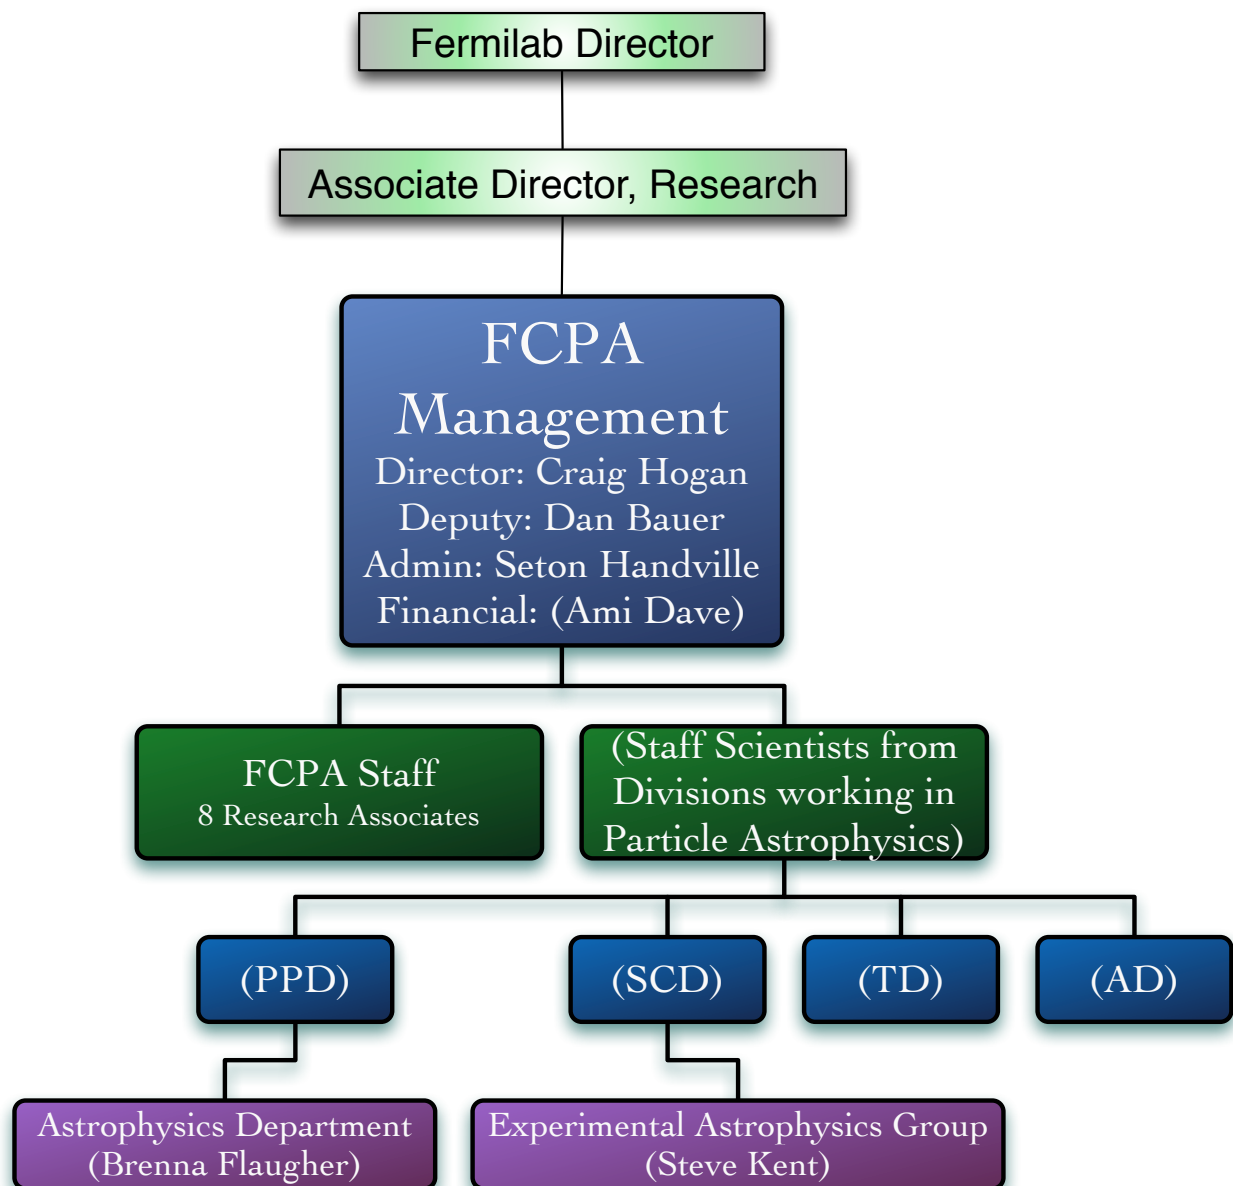 Fermilab Director
Associate Director, Research
FCPA
Management
Director: Craig Hogan
Deputy: Dan Bauer
Admin: Seton Handville
Financial: (Ami Dave)
FCPA Staff
8 Research Associates
(Staff Scientists from
Divisions working in
Particle Astrophysics)
(PPD)
(SCD)
(TD)
(AD)
Astrophysics Department
(Brenna Flaugher)
Experimental Astrophysics Group
(Steve Kent)